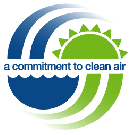 a commitment to clean air